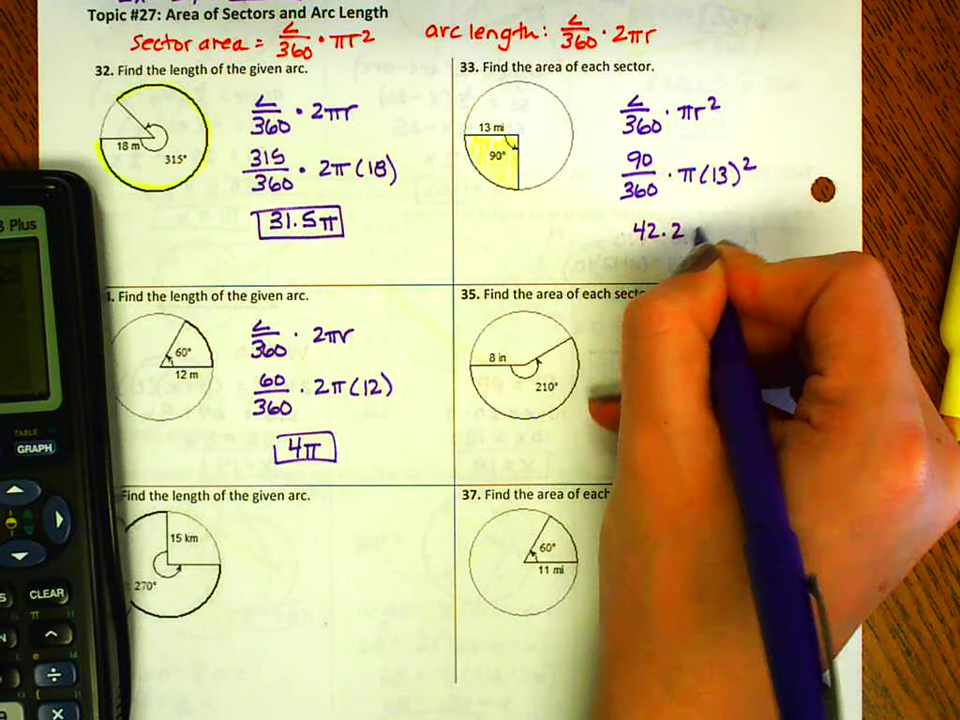 Topic #27: Area of Sectors and Arc Length
sector area = ∠/360 · πr²
arc length: ∠/360 · 2πr
32. Find the length of the given arc.
18 m
315°
∠/360 · 2πr
315/360 · 2π(18)
31.5π
33. Find the area of each sector.
13 mi
90°
∠/360 · πr²
90/360 · π(13)²
42.2
. Find the length of the given arc.
60°
12 m
∠/360 · 2πr
60/360 · 2π(12)
4π
35. Find the area of each sect
8 in
210°
Find the length of the given arc.
15 km
270°
37. Find the area of each
60°
11 mi
Plus
TABLE
GRAPH
CLEAR
π
^
÷
×